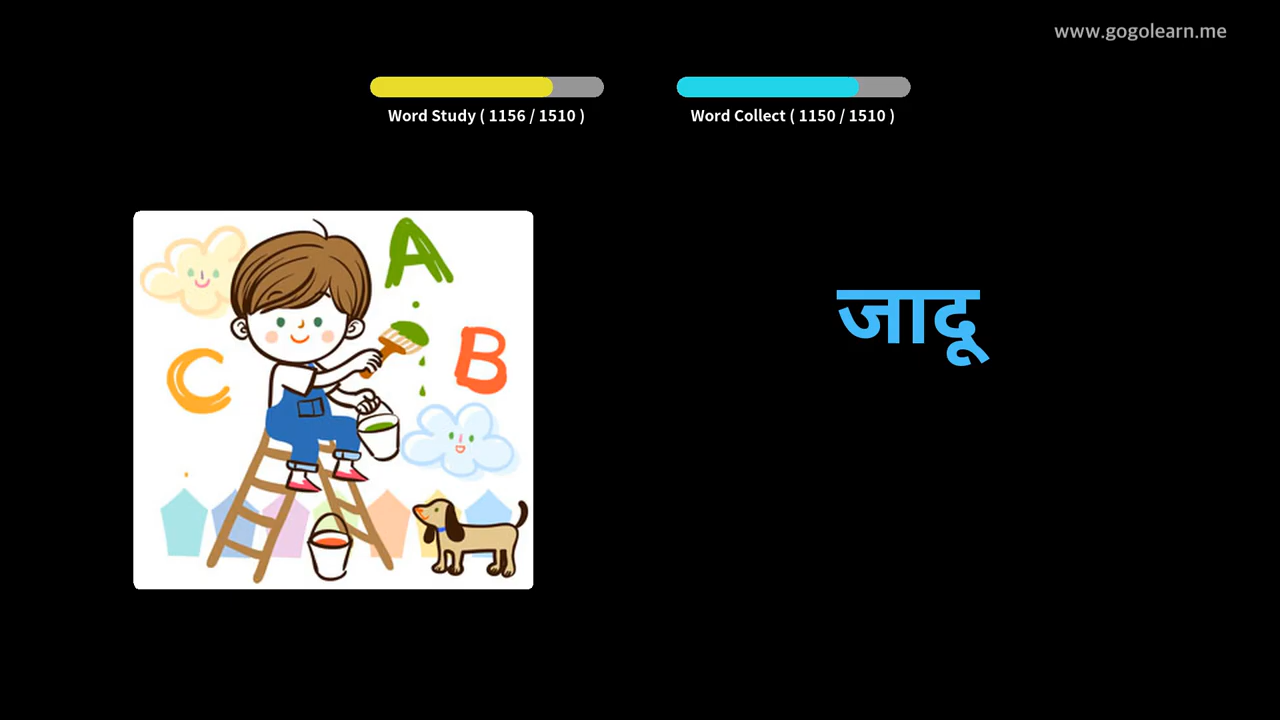 www.gogolearn.me
Word Study ( 1156 / 1510 )
Word Collect ( 1150 / 1510 )
A
B
C
जादू